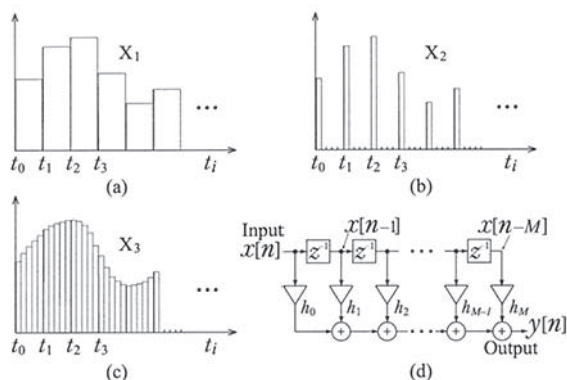 X₁
...
t₀ t₁ t₂ t₃ tᵢ
(a)
X₂
...
t₀ t₁ t₂ t₃ tᵢ
(b)
X₃
...
t₀ t₁ t₂ t₃ tᵢ
(c)
Input x[n-1] x[n-M]
x[n] z⁻¹ z⁻¹ ... z⁻¹
h₀ h₁ h₂ h_{M-1} h_M
+ + ... + + y[n]
Output
(d)